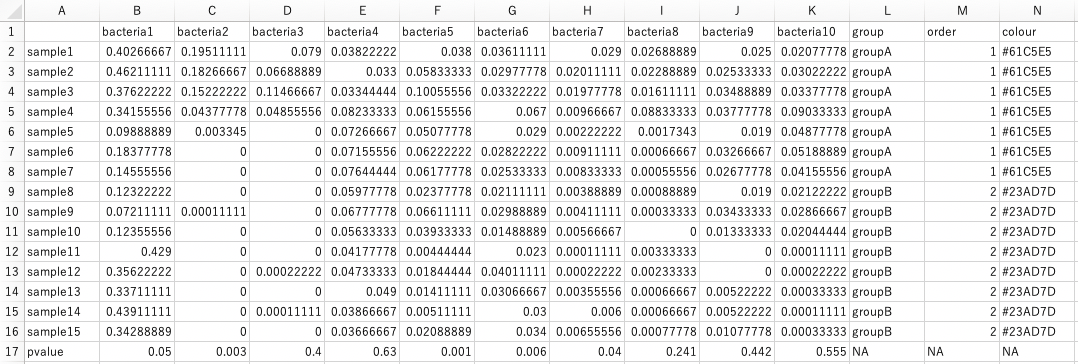 A B C D E F G H I J K L M N
1 bacteria1 bacteria2 bacteria3 bacteria4 bacteria5 bacteria6 bacteria7 bacteria8 bacteria9 bacteria10 group order colour
2 sample1 0.40266667 0.19511111 0.079 0.03822222 0.038 0.03611111 0.029 0.02688889 0.025 0.02077778 groupA 1 #61C5E5
3 sample2 0.46211111 0.18266667 0.06688889 0.033 0.05833333 0.02977778 0.02011111 0.02288889 0.02533333 0.03022222 groupA 1 #61C5E5
4 sample3 0.37622222 0.15222222 0.11466667 0.03444444 0.10055556 0.03322222 0.01977778 0.01611111 0.03488889 0.03377778 groupA 1 #61C5E5
5 sample4 0.34155556 0.04377778 0.04855556 0.08233333 0.06155556 0.067 0.00966667 0.08833333 0.03777778 0.09033333 groupA 1 #61C5E5
6 sample5 0.09888889 0.003345 0 0.07266667 0.05077778 0.029 0.00222222 0.0017343 0.019 0.04877778 groupA 1 #61C5E5
7 sample6 0.18377778 0 0 0.07155556 0.06222222 0.02822222 0.00911111 0.00066667 0.03266667 0.05188889 groupA 1 #61C5E5
8 sample7 0.14555556 0 0 0.07644444 0.06177778 0.02533333 0.00833333 0.00055556 0.02677778 0.04155556 groupA 1 #61C5E5
9 sample8 0.12322222 0 0 0.05977778 0.02377778 0.02111111 0.00388889 0.00088889 0.019 0.02122222 groupB 2 #23AD7D
10 sample9 0.07211111 0.00011111 0 0.06777778 0.06611111 0.02988889 0.00411111 0.00033333 0.03433333 0.02866667 groupB 2 #23AD7D
11 sample10 0.12355556 0 0 0.05633333 0.03933333 0.01488889 0.00566667 0 0.01333333 0.02044444 groupB 2 #23AD7D
12 sample11 0.429 0 0 0.04177778 0.00444444 0.023 0.00011111 0.00333333 0 0.00011111 groupB 2 #23AD7D
13 sample12 0.35622222 0 0.00022222 0.04733333 0.01844444 0.04011111 0.00022222 0.00233333 0 0.00022222 groupB 2 #23AD7D
14 sample13 0.33711111 0 0 0.049 0.01411111 0.03066667 0.00355556 0.00066667 0.00522222 0.00033333 groupB 2 #23AD7D
15 sample14 0.43911111 0 0.00011111 0.03866667 0.00511111 0.03 0.006 0.00066667 0.00522222 0.00011111 groupB 2 #23AD7D
16 sample15 0.34288889 0 0 0.03666667 0.02088889 0.034 0.00655556 0.00077778 0.01077778 0.00033333 groupB 2 #23AD7D
17 pvalue 0.05 0.003 0.4 0.63 0.001 0.006 0.04 0.241 0.442 0.555 NA NA NA